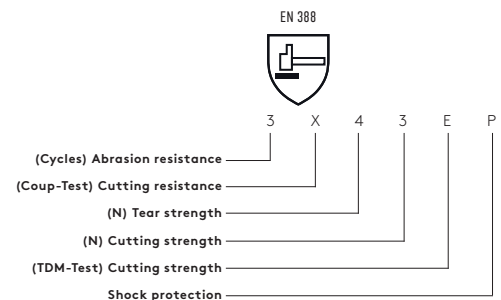 EN 388
3 X 4 3 E P
(Cycles) Abrasion resistance
(Coup-Test) Cutting resistance
(N) Tear strength
(N) Cutting strength
(TDM-Test) Cutting strength
Shock protection